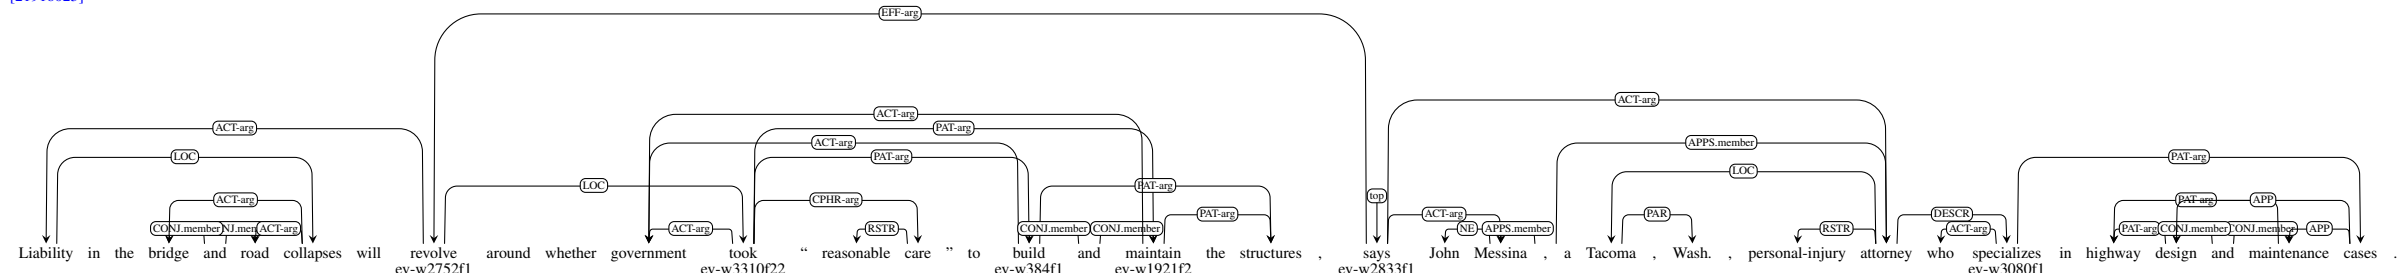 EFF-arg
ACT-arg
ACT-arg
ACT-arg PAT-arg
ACT-arg APPS.member
LOC PAT-arg PAT-arg
LOC
LOC PAT-arg
top
ACT-arg CPHR-arg PAT-arg APP
PAT-arg ACT-arg PAR DESCR
CONJ.member ACT-arg ACT-arg RSTR CONJ.member CONJ.member NE APPS.member RSTR ACT-arg PAT-arg CONJ.member CONJ.member APP
Liability in the bridge and road collapses will revolve around whether government took “ reasonable care ” to build and maintain the structures , says John Messina , a Tacoma , Wash. , personal-injury attorney who specializes in highway design and maintenance cases .
ev-w2752f1 ev-w3310f22 ev-w384f1 ev-w1921f2 ev-w2833f1 ev-w3080f1